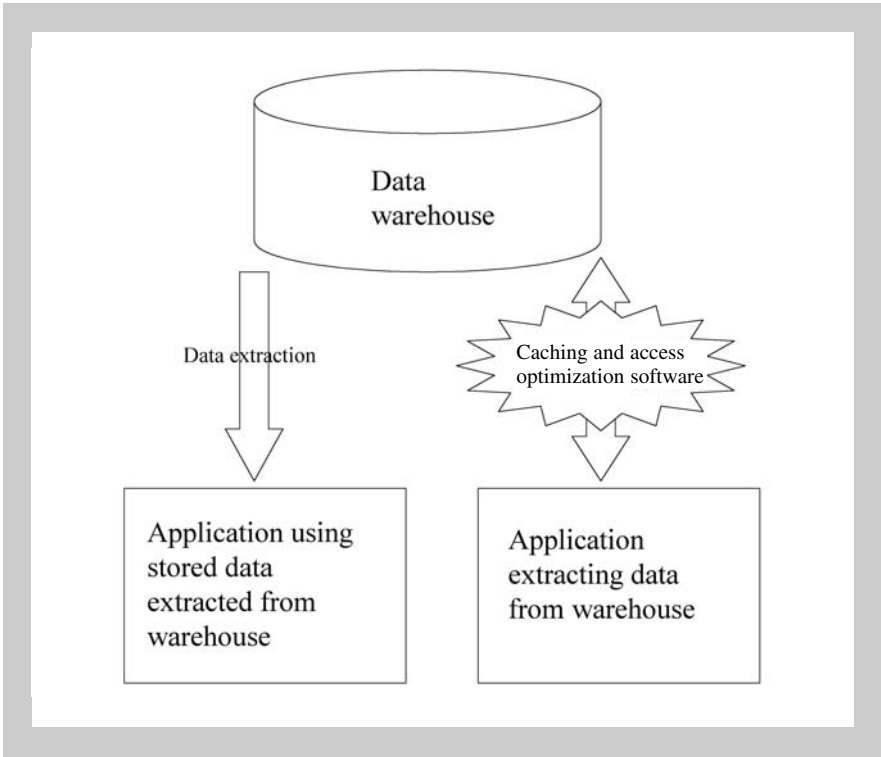 Data
warehouse
Data extraction
Caching and access
optimization software
Application using
stored data
extracted from
warehouse
Application
extracting data
from warehouse